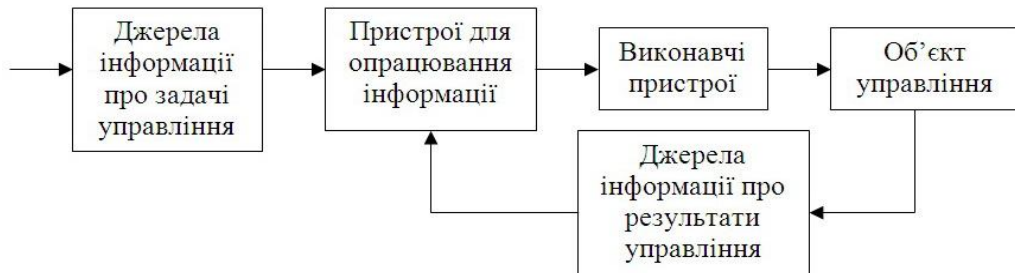 Джерела
інформації
про задачі
управління
Пристрої для
опрацювання
інформації
Виконавчі
пристрої
Об’єкт
управління
Джерела
інформації про
результати
управління